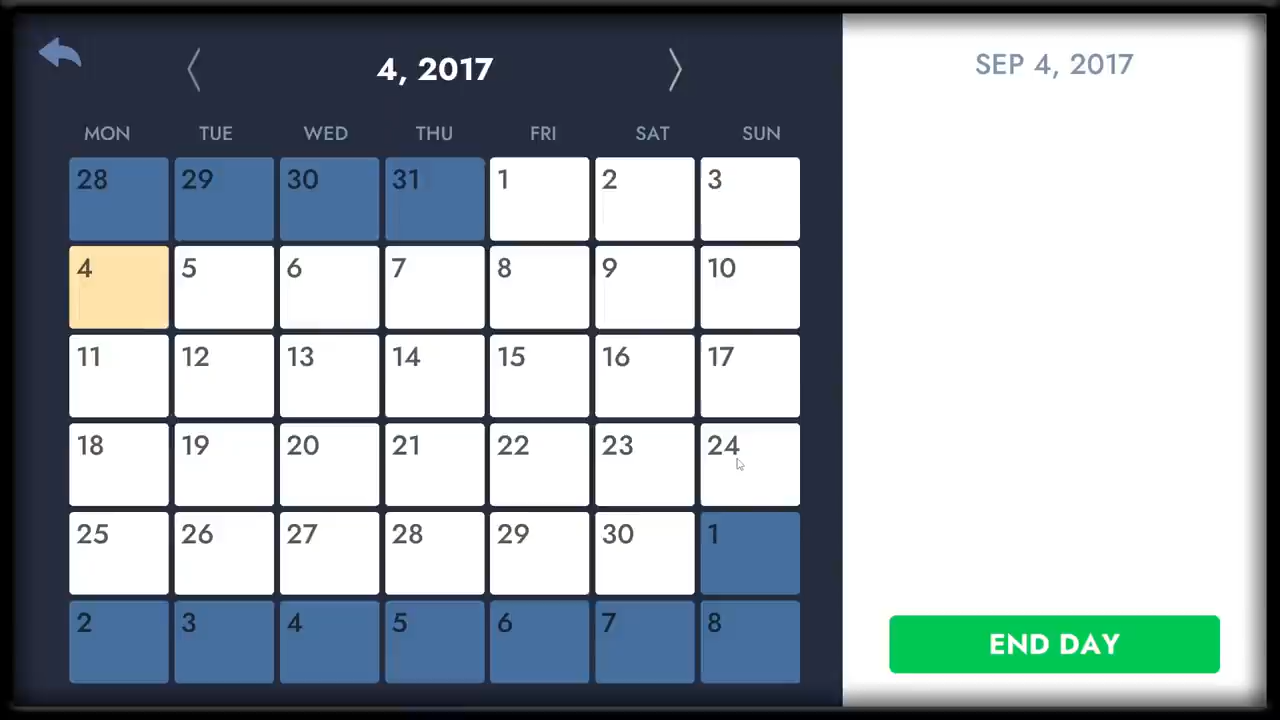 4, 2017
SEP 4, 2017
MON TUE WED THU FRI SAT SUN
28 29 30 31 1 2 3
4 5 6 7 8 9 10
11 12 13 14 15 16 17
18 19 20 21 22 23 24
25 26 27 28 29 30 1
2 3 4 5 6 7 8
END DAY